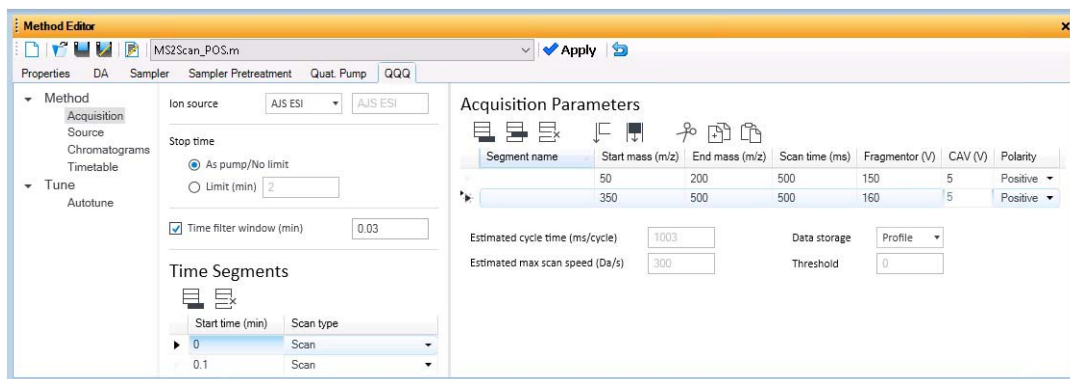 Method Editor
MS2Scan_POS.m Apply
Properties DA Sampler Sampler Pretreatment Quat. Pump QQQ
Method
Acquisition
Source
Chromatograms
Timetable
Tune
Autotune
Ion source AJS ESI AJS ESI
Stop time
As pump/No limit
Limit (min) 2
Time filter window (min) 0.03
Time Segments
Start time (min) Scan type
0 Scan
0.1 Scan
Acquisition Parameters
Segment name Start mass (m/z) End mass (m/z) Scan time (ms) Fragmentor (V) CAV (V) Polarity
50 200 500 150 5 Positive
350 500 500 160 5 Positive
Estimated cycle time (ms/cycle) 1003 Data storage Profile
Estimated max scan speed (Da/s) 300 Threshold 0